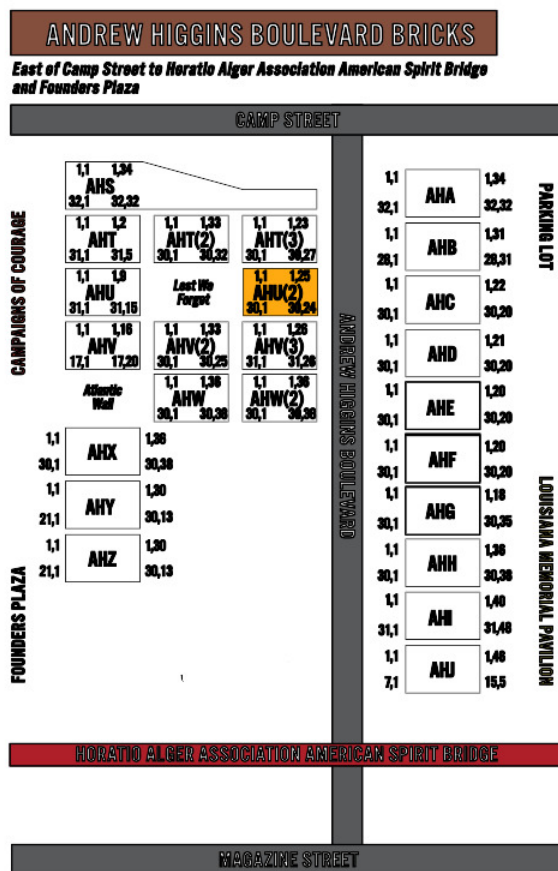 ANDREW HIGGINS BOULEVARD BRICKS
East of Camp Street to Horatio Alger Association American Spirit Bridge
and Founders Plaza
CAMP STREET
CAMPAIGNS OF COURAGE
FOUNDERS PLAZA
1,1 1,34
AHS
32,1 32,32
1,1 1,2
AHT
31,1 31,5
1,1 1,33
AHT(2)
30,1 30,32
1,1 1,23
AHT(3)
30,1 30,27
1,1 1,9
AHU
31,1 31,15
Lest We
Forget
1,1 1,25
AHU(2)
30,1 30,24
1,1 1,16
AHV
17,1 17,20
1,1 1,33
AHV(2)
30,1 30,25
1,1 1,26
AHV(3)
31,1 31,26
Atlantic
Wall
1,1 1,36
AHW
30,1 30,38
1,1 1,36
AHW(2)
30,1 30,38
1,1 1,36
AHX
30,1 30,38
1,1 1,30
AHY
21,1 30,13
1,1 1,30
AHZ
21,1 30,13
ANDREW HIGGINS BOULEVARD
1,1 1,34
AHA
32,1 32,32
1,1 1,31
AHB
28,1 28,31
1,1 1,22
AHC
30,1 30,20
1,1 1,21
AHD
30,1 30,20
1,1 1,20
AHE
30,1 30,20
1,1 1,20
AHF
30,1 30,20
1,1 1,18
AHG
30,1 30,35
1,1 1,36
AHH
30,1 30,38
1,1 1,40
AHI
31,1 31,48
1,1 1,48
AHJ
7,1 15,5
PARKING LOT
LOUISIANA MEMORIAL PAVILION
HORATIO ALGER ASSOCIATION AMERICAN SPIRIT BRIDGE
MAGAZINE STREET